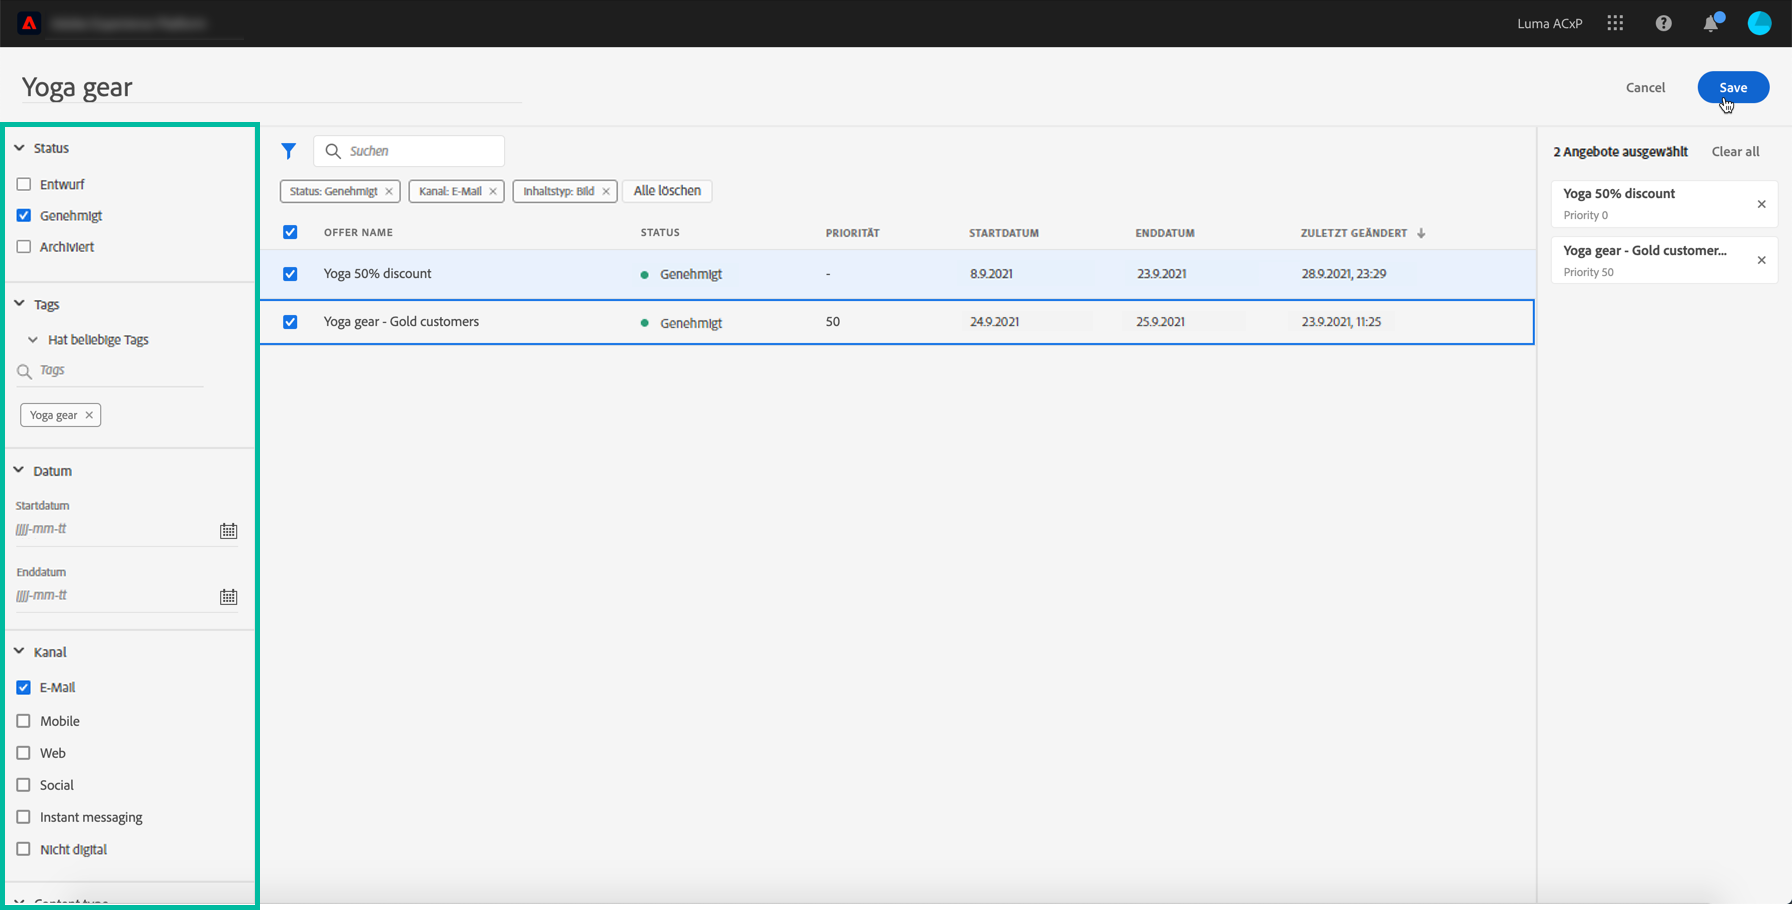 Luma ACxP
Yoga gear
Cancel
Save
Status
Entwurf
Genehmigt
Archiviert
Tags
Hat beliebige Tags
Tags
Yoga gear
Datum
Startdatum
jjjj-mm-tt
Enddatum
jjjj-mm-tt
Kanal
E-Mail
Mobile
Web
Social
Instant messaging
Nicht digital
Content type
Suchen
Status: Genehmigt
Kanal: E-Mail
Inhaltstyp: Bild
Alle löschen
OFFER NAME STATUS PRIORITÄT STARTDATUM ENDDATUM ZULETZT GEÄNDERT
Yoga 50% discount Genehmigt - 8.9.2021 23.9.2021 28.9.2021, 23:29
Yoga gear - Gold customers Genehmigt 50 24.9.2021 25.9.2021 23.9.2021, 11:25
2 Angebote ausgewählt
Clear all
Yoga 50% discount
Priority 0
Yoga gear - Gold customer...
Priority 50